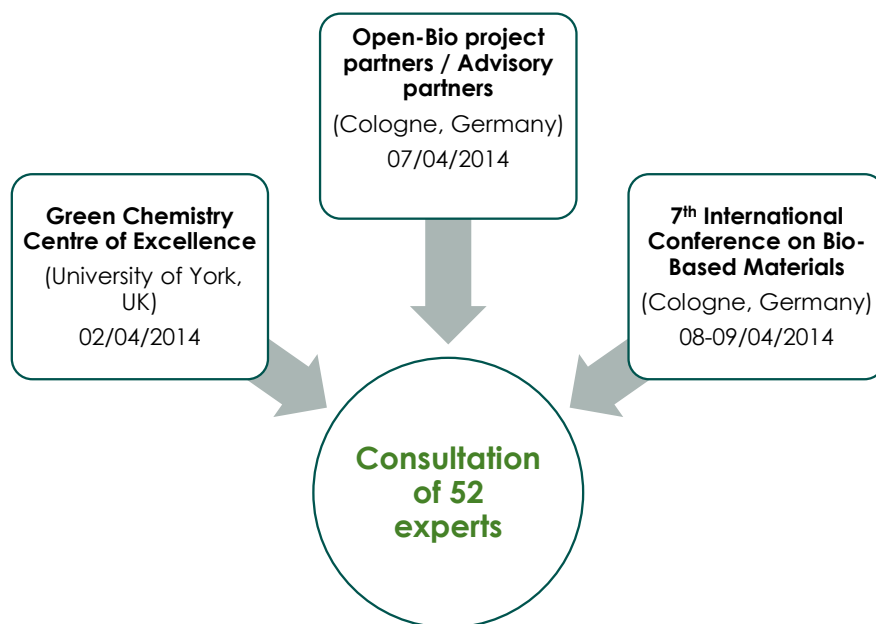 Open-Bio project
partners / Advisory
partners
(Cologne, Germany)
07/04/2014
Green Chemistry
Centre of Excellence
(University of York,
UK)
02/04/2014
7th International
Conference on Bio-
Based Materials
(Cologne, Germany)
08-09/04/2014
Consultation
of 52
experts